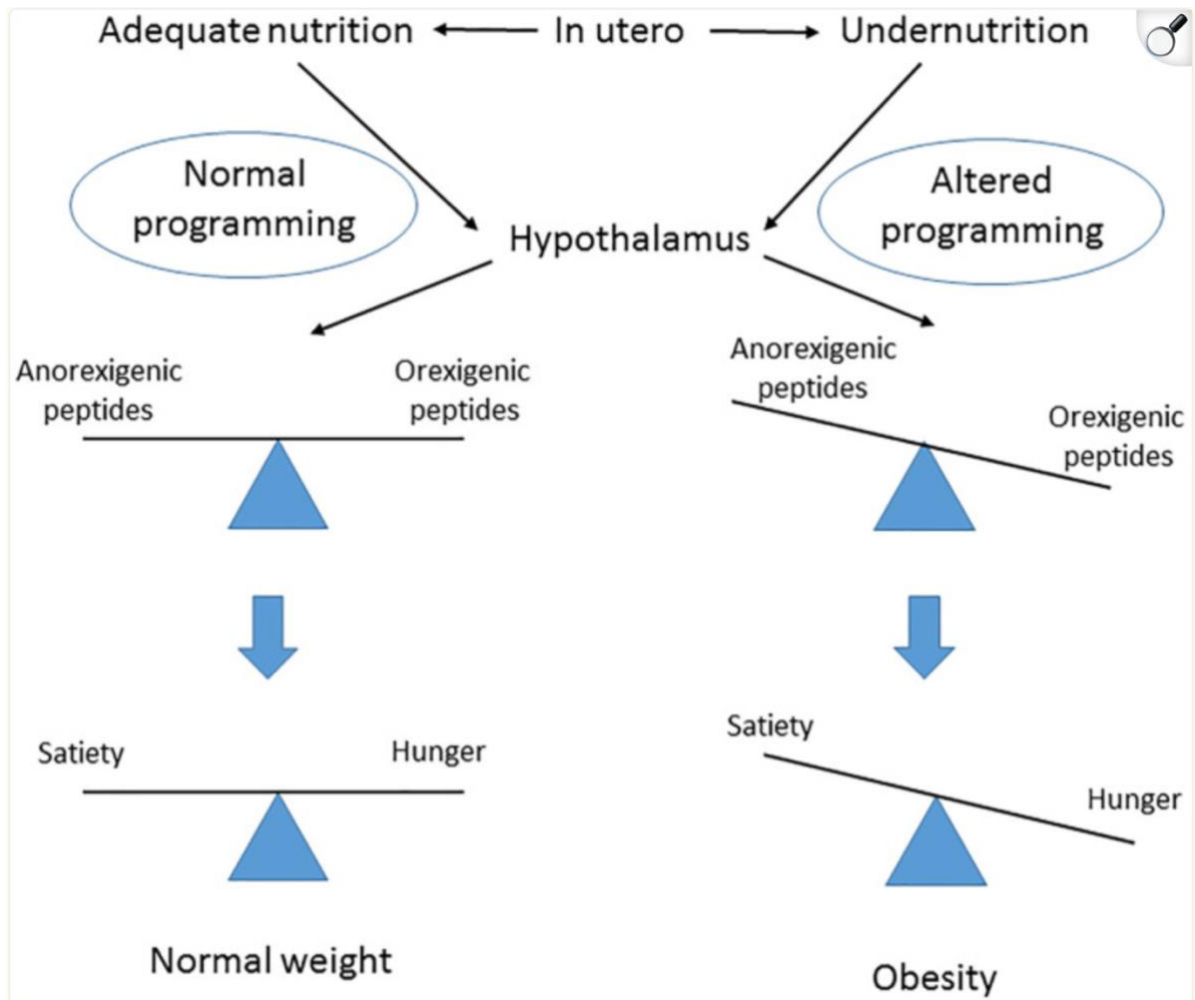 Adequate nutrition In utero Undernutrition
Normal
programming
Altered
programming
Hypothalamus
Anorexigenic
peptides
Orexigenic
peptides
Anorexigenic
peptides
Orexigenic
peptides
Satiety
Hunger
Satiety
Hunger
Normal weight
Obesity